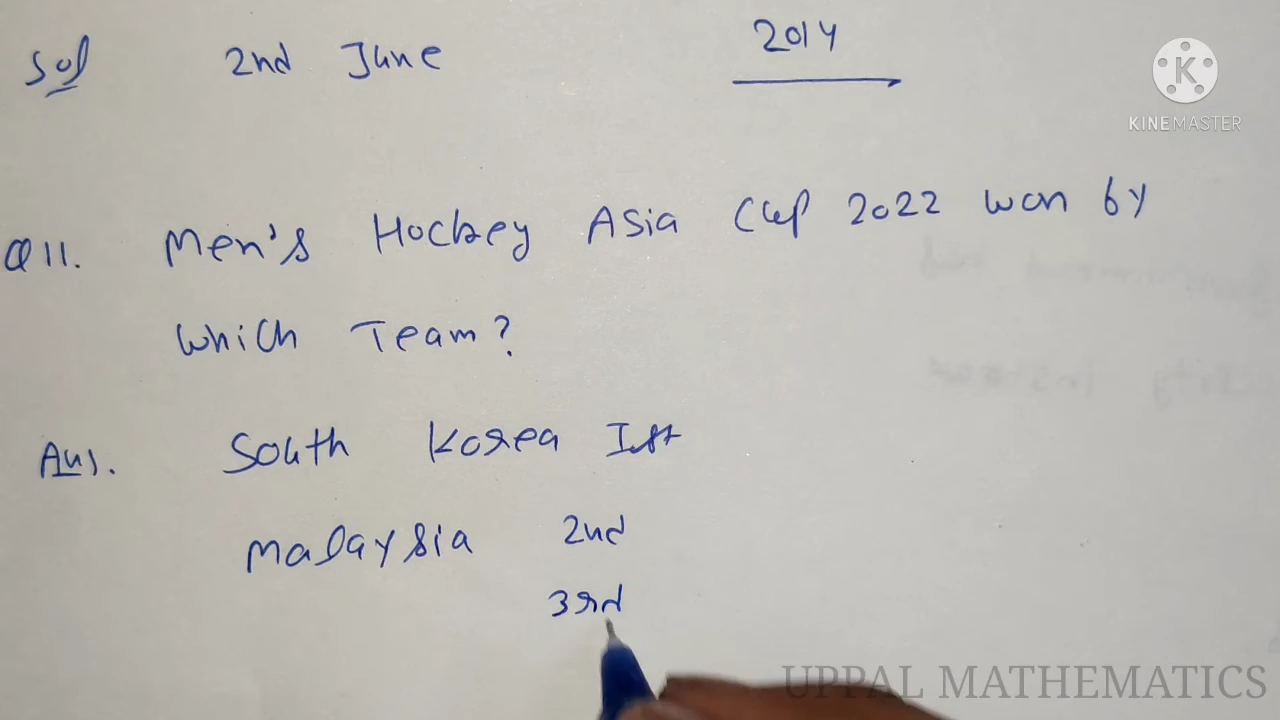 Sol 2nd June 2014
KINEMASTER
Q11. Men's Hockey Asia Cup 2022 won by
which Team?
Ans. South Korea Ist
Malaysia 2nd
3rd
UPPAL MATHEMATICS